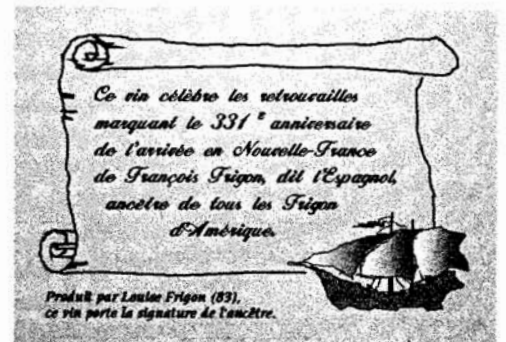 Ce vin célèbre les retrouvailles
marquant le 331 e anniversaire
de l'arrivée en Nouvelle-France
de François Frigon, dit l'Espagnol,
ancêtre de tous les Frigon
d'Amérique.
Produit par Louise Frigon (83),
ce vin porte la signature de l'ancêtre.